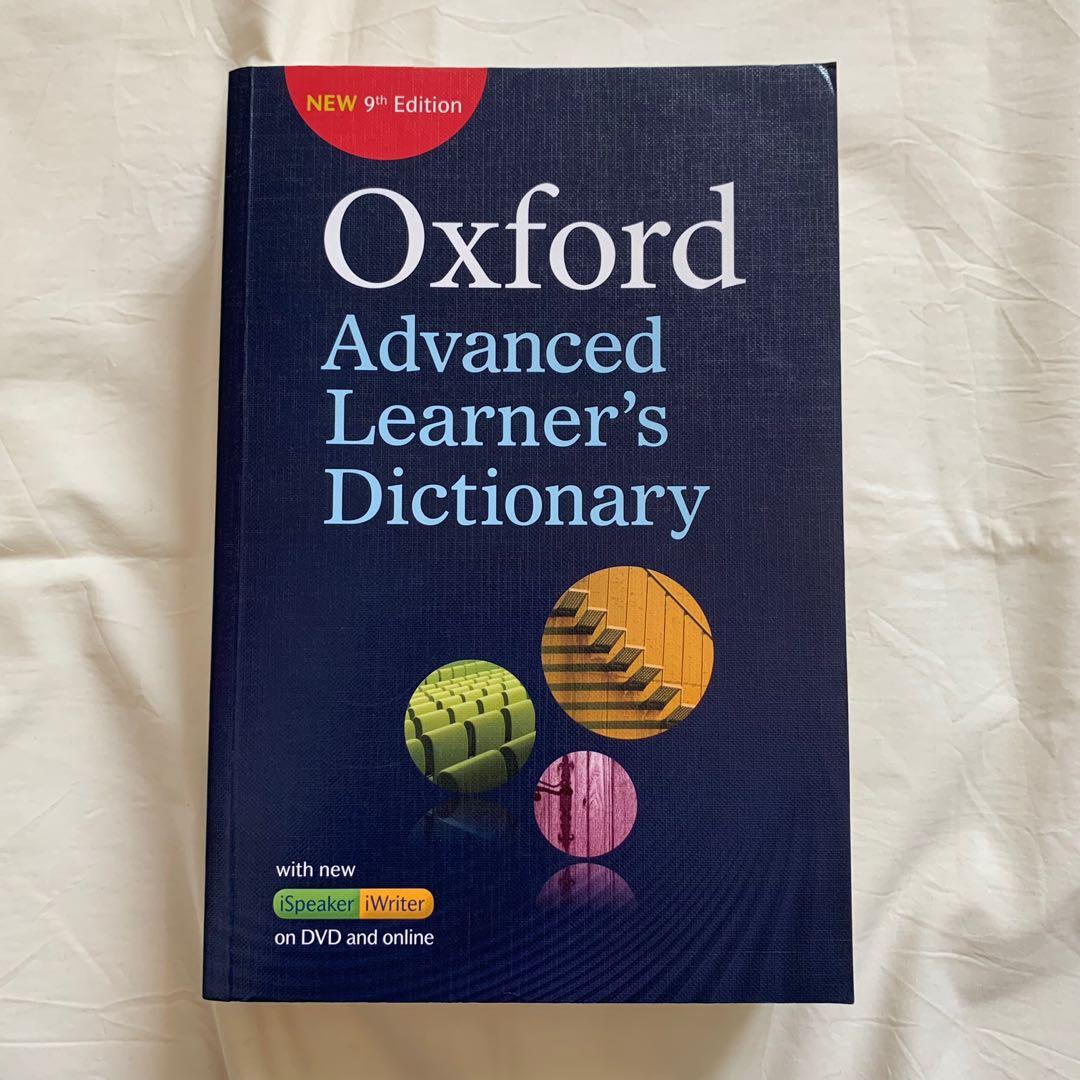 NEW 9th Edition
Oxford
Advanced
Learner’s
Dictionary
with new
iSpeaker iWriter
on DVD and online